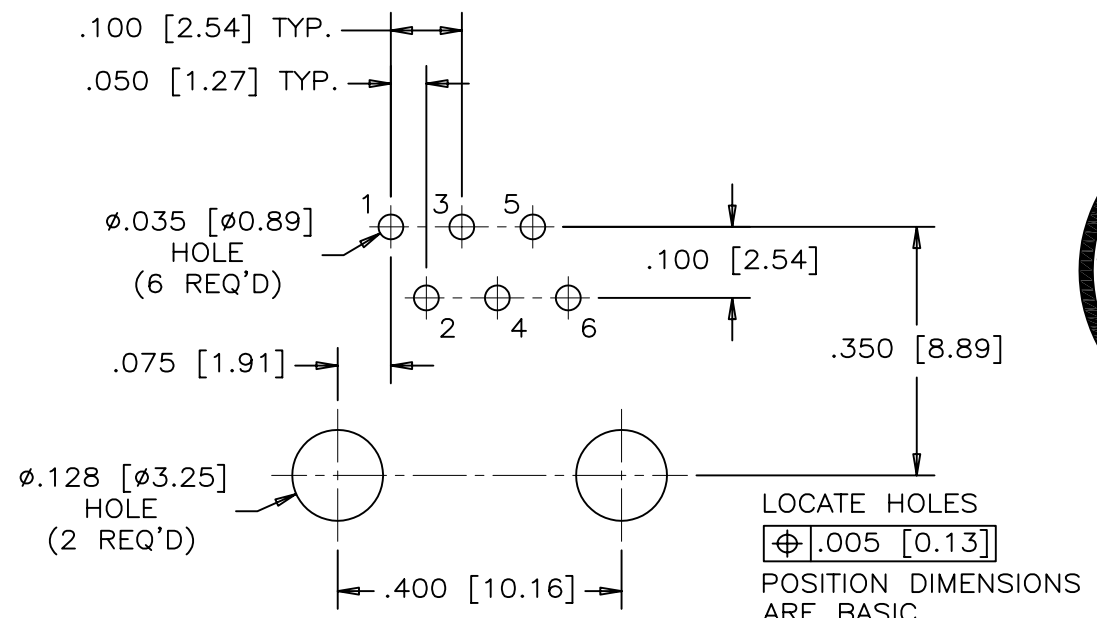 .100 [2.54] TYP.
.050 [1.27] TYP.
1 3 5
ø.035 [ø0.89]
HOLE
(6 REQ'D)
.100 [2.54]
2 4 6
.075 [1.91]
.350 [8.89]
ø.128 [ø3.25]
HOLE
(2 REQ'D)
.400 [10.16]
LOCATE HOLES
⌖ .005 [0.13]
POSITION DIMENSIONS
ARE BASIC